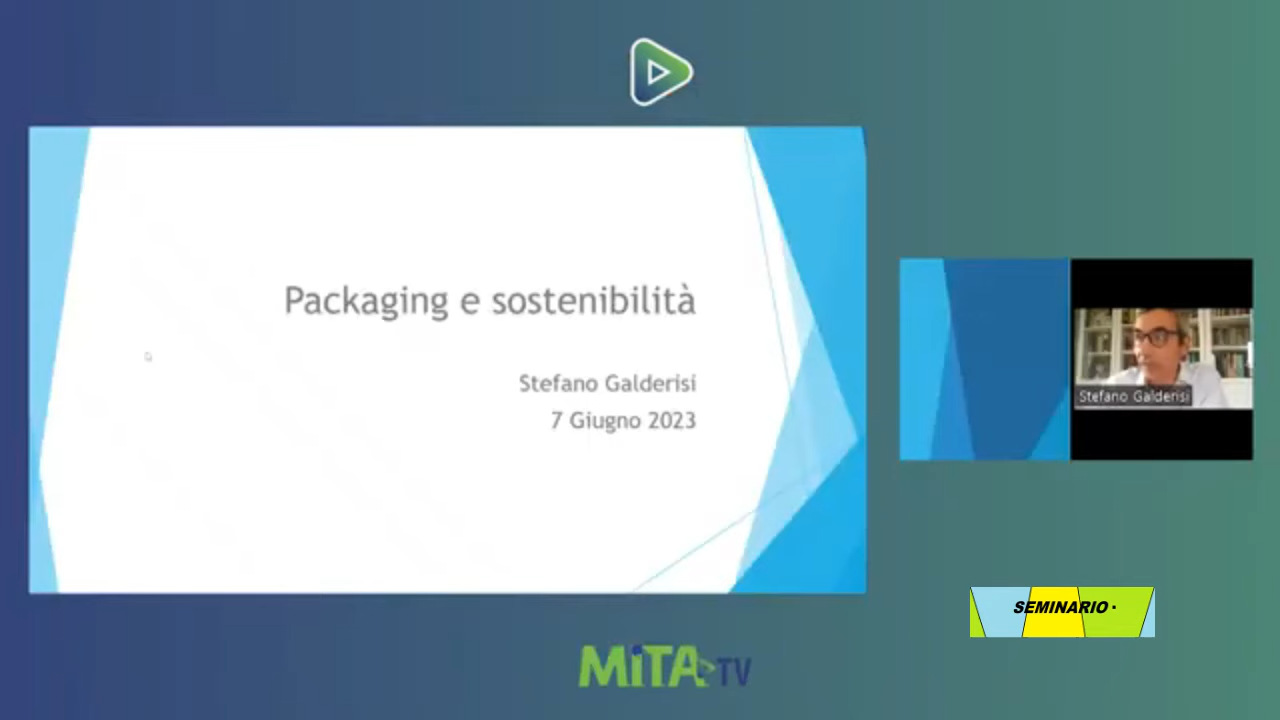 Packaging e sostenibilità
Stefano Galderisi
7 Giugno 2023
Stefano Galderisi
SEMINARIO ·
MiTA TV